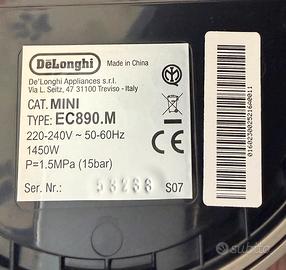 DeLonghi
Made in China
De'Longhi Appliances s.r.l.
Via L. Seitz, 47 31100 Treviso - Italy
CAT. MINI
TYPE: EC890.M
220-240V ~ 50-60Hz
1450W
P=1.5MPa (15bar)
Ser. Nr.: 53233 S07
subito